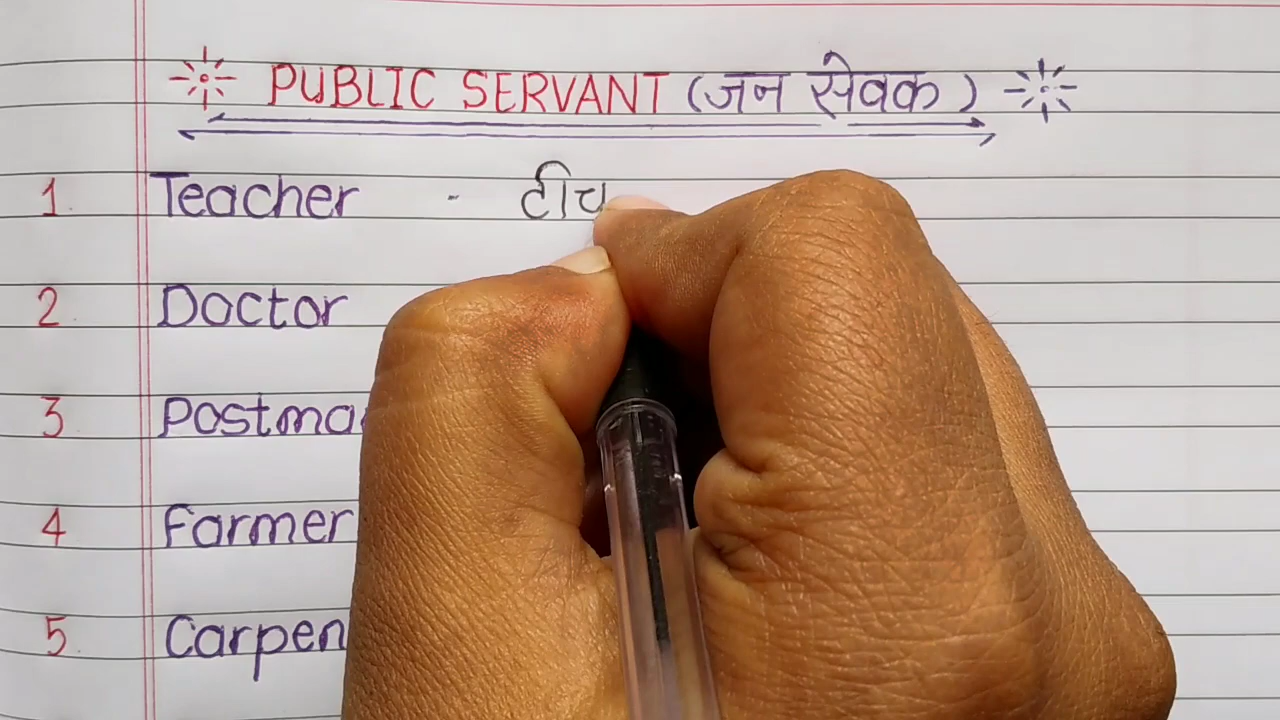 PUBLIC SERVANT (जन सेवक)
1 Teacher - टीच
2 Doctor
3 Postma
4 Farmer
5 Carpen